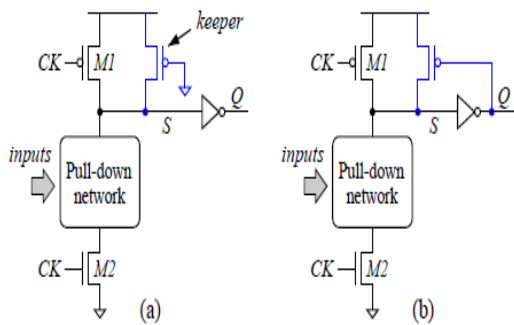 keeper
CK
M1
Q
S
inputs
Pull-down
network
CK
M2
(a)
CK
M1
Q
S
inputs
Pull-down
network
CK
M2
(b)